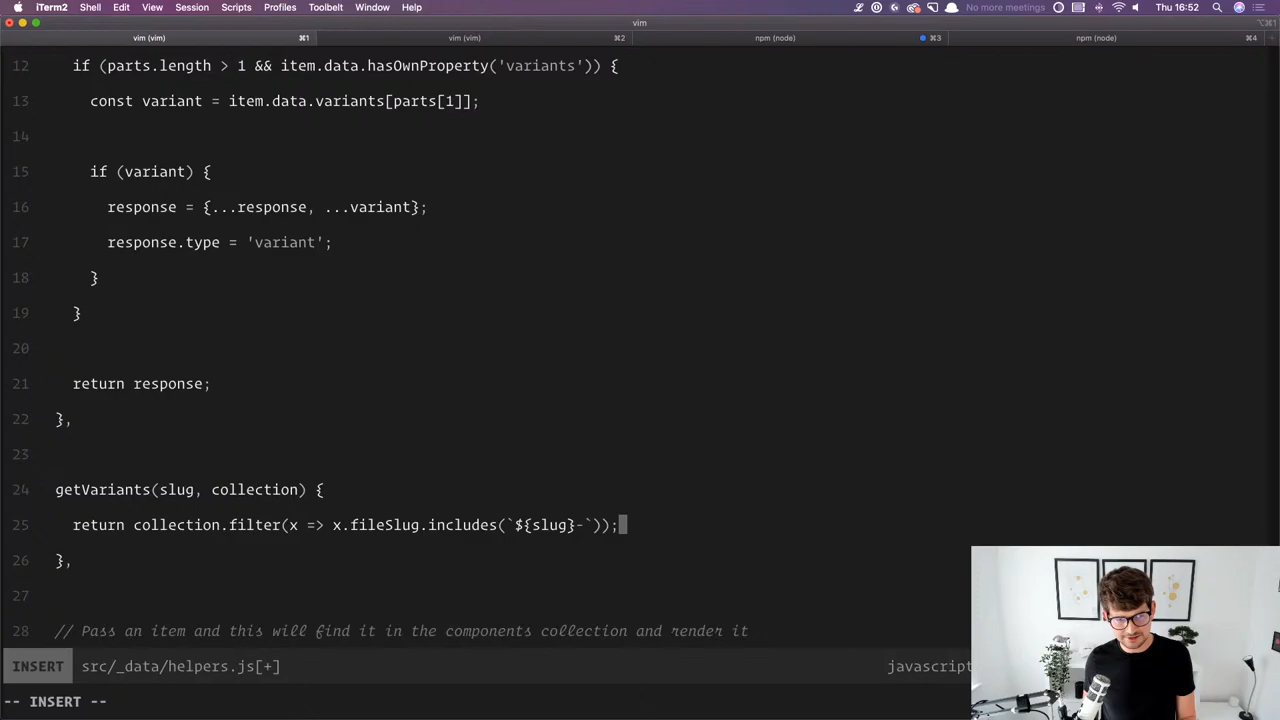 iTerm2 Shell Edit View Session Scripts Profiles Toolbelt Window Help No more meetings Thu 16:52
vim
vim (vim) ⌘1 vim (vim) ⌘2 npm (node) ⌘3 npm (node) ⌘4
12 if (parts.length > 1 && item.data.hasOwnProperty('variants')) {
13 const variant = item.data.variants[parts[1]];
14
15 if (variant) {
16 response = {...response, ...variant};
17 response.type = 'variant';
18 }
19 }
20
21 return response;
22 },
23
24 getVariants(slug, collection) {
25 return collection.filter(x => x.fileSlug.includes(`${slug}-`));
26 },
27
28 // Pass an item and this will find it in the components collection and render it
INSERT src/_data/helpers.js[+] javascript
-- INSERT --